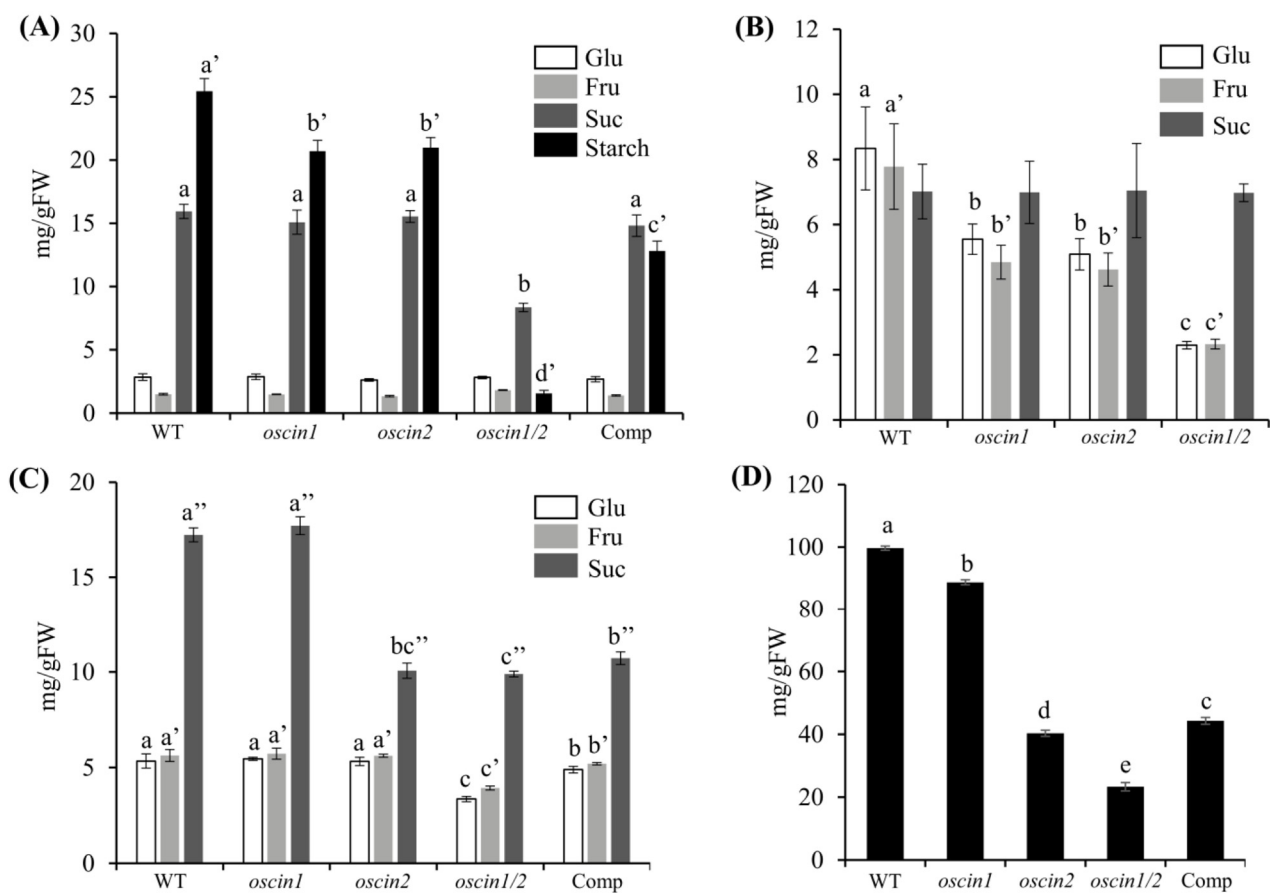 (A)
30
25
20
15
10
5
0
mg/gFW
Glu
Fru
Suc
Starch
a’
b’
b’
a
a
a
b
d’
a
c’
WT
oscin1
oscin2
oscin1/2
Comp
(B)
12
10
8
6
4
2
0
mg/gFW
Glu
Fru
Suc
a
a’
b
b’
b
b’
c
c’
WT
oscin1
oscin2
oscin1/2
(C)
20
15
10
5
0
mg/gFW
Glu
Fru
Suc
a’’
a’’
bc’’
c’’
b’’
a
a’
a
a’
a
a’
c
c’
b
b’
WT
oscin1
oscin2
oscin1/2
Comp
(D)
120
100
80
60
40
20
0
mg/gFW
a
b
d
e
c
WT
oscin1
oscin2
oscin1/2
Comp